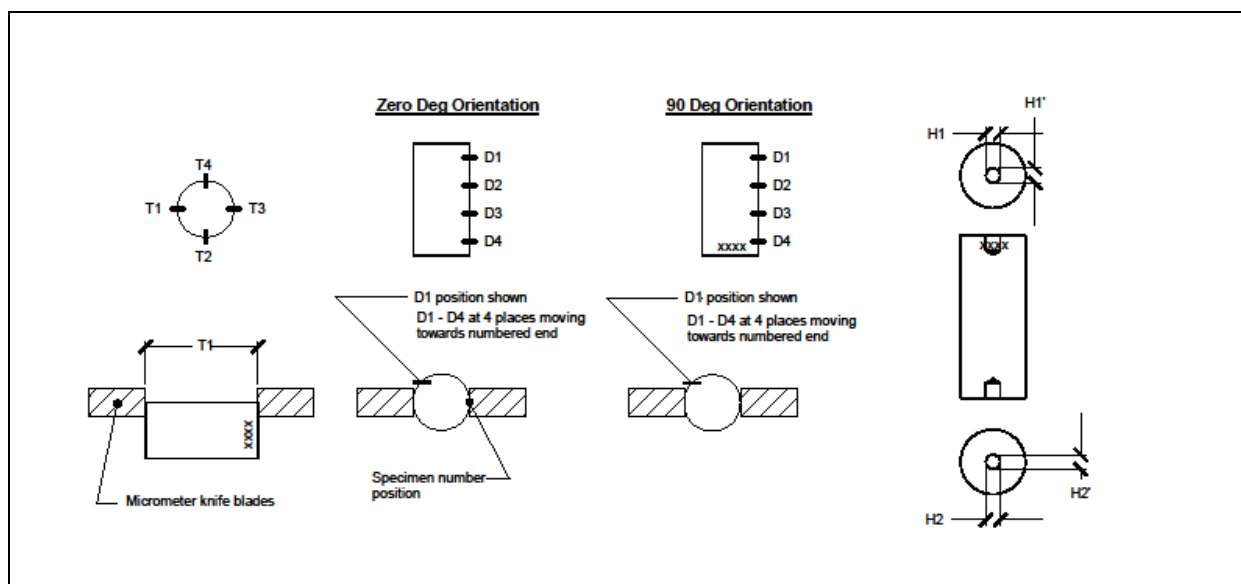 Zero Deg Orientation
90 Deg Orientation
H1'
H1
T4
T1
T3
T2
D1
D2
D3
D4
D1
D2
D3
D4
xxxx
xxxx
D1 position shown
D1 - D4 at 4 places moving
towards numbered end
D1 position shown
D1 - D4 at 4 places moving
towards numbered end
T1
xxxx
Specimen number
position
Micrometer knife blades
H2'
H2